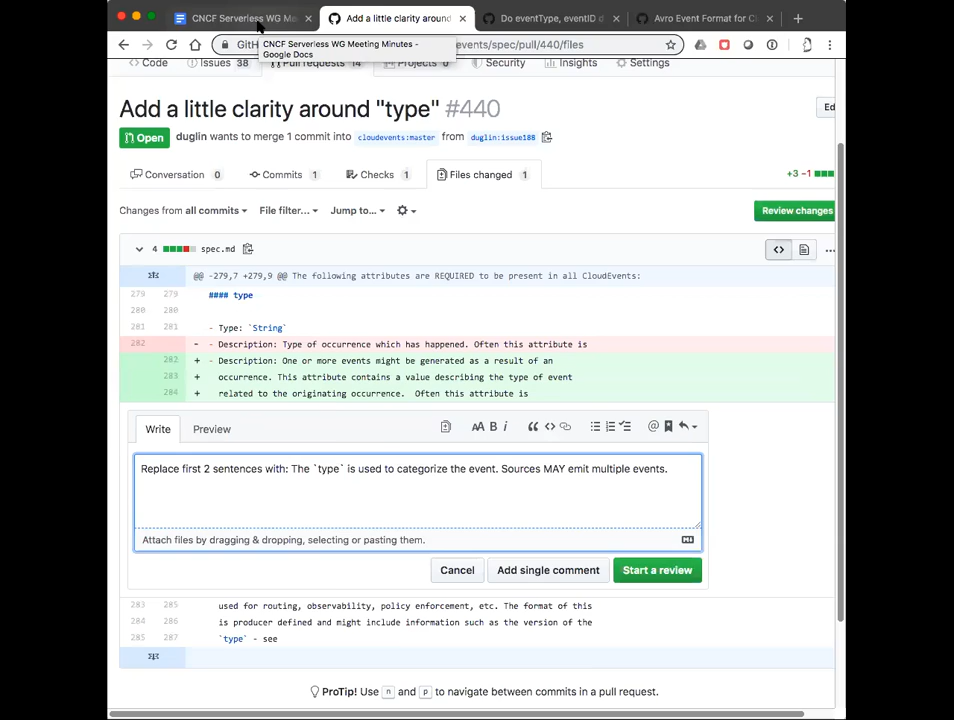 CNCF Serverless WG Me
Add a little clarity around
Do eventType, eventID d
Avro Event Format for C
GitH
CNCF Serverless WG Meeting Minutes -
Google Docs
events/spec/pull/440/files
Code
Issues 38
Pull requests 14
Projects 0
Security
Insights
Settings
Add a little clarity around "type" #440
Ed
Open
duglin wants to merge 1 commit into cloudevents:master from duglin:issue188
Conversation 0
Commits 1
Checks 1
Files changed 1
+3 −1
Changes from all commits
File filter...
Jump to...
Review changes
4 spec.md
@@ -279,7 +279,9 @@ The following attributes are REQUIRED to be present in all CloudEvents:
279 279 #### type
280 280
281 281 - Type: `String`
282 - - Description: Type of occurrence which has happened. Often this attribute is
282 + - Description: One or more events might be generated as a result of an
283 + occurrence. This attribute contains a value describing the type of event
284 + related to the originating occurrence. Often this attribute is
Write
Preview
AA B i
Replace first 2 sentences with: The `type` is used to categorize the event. Sources MAY emit multiple events.
Attach files by dragging & dropping, selecting or pasting them.
Cancel
Add single comment
Start a review
283 285 used for routing, observability, policy enforcement, etc. The format of this
284 286 is producer defined and might include information such as the version of the
285 287 `type` - see
ProTip! Use n and p to navigate between commits in a pull request.